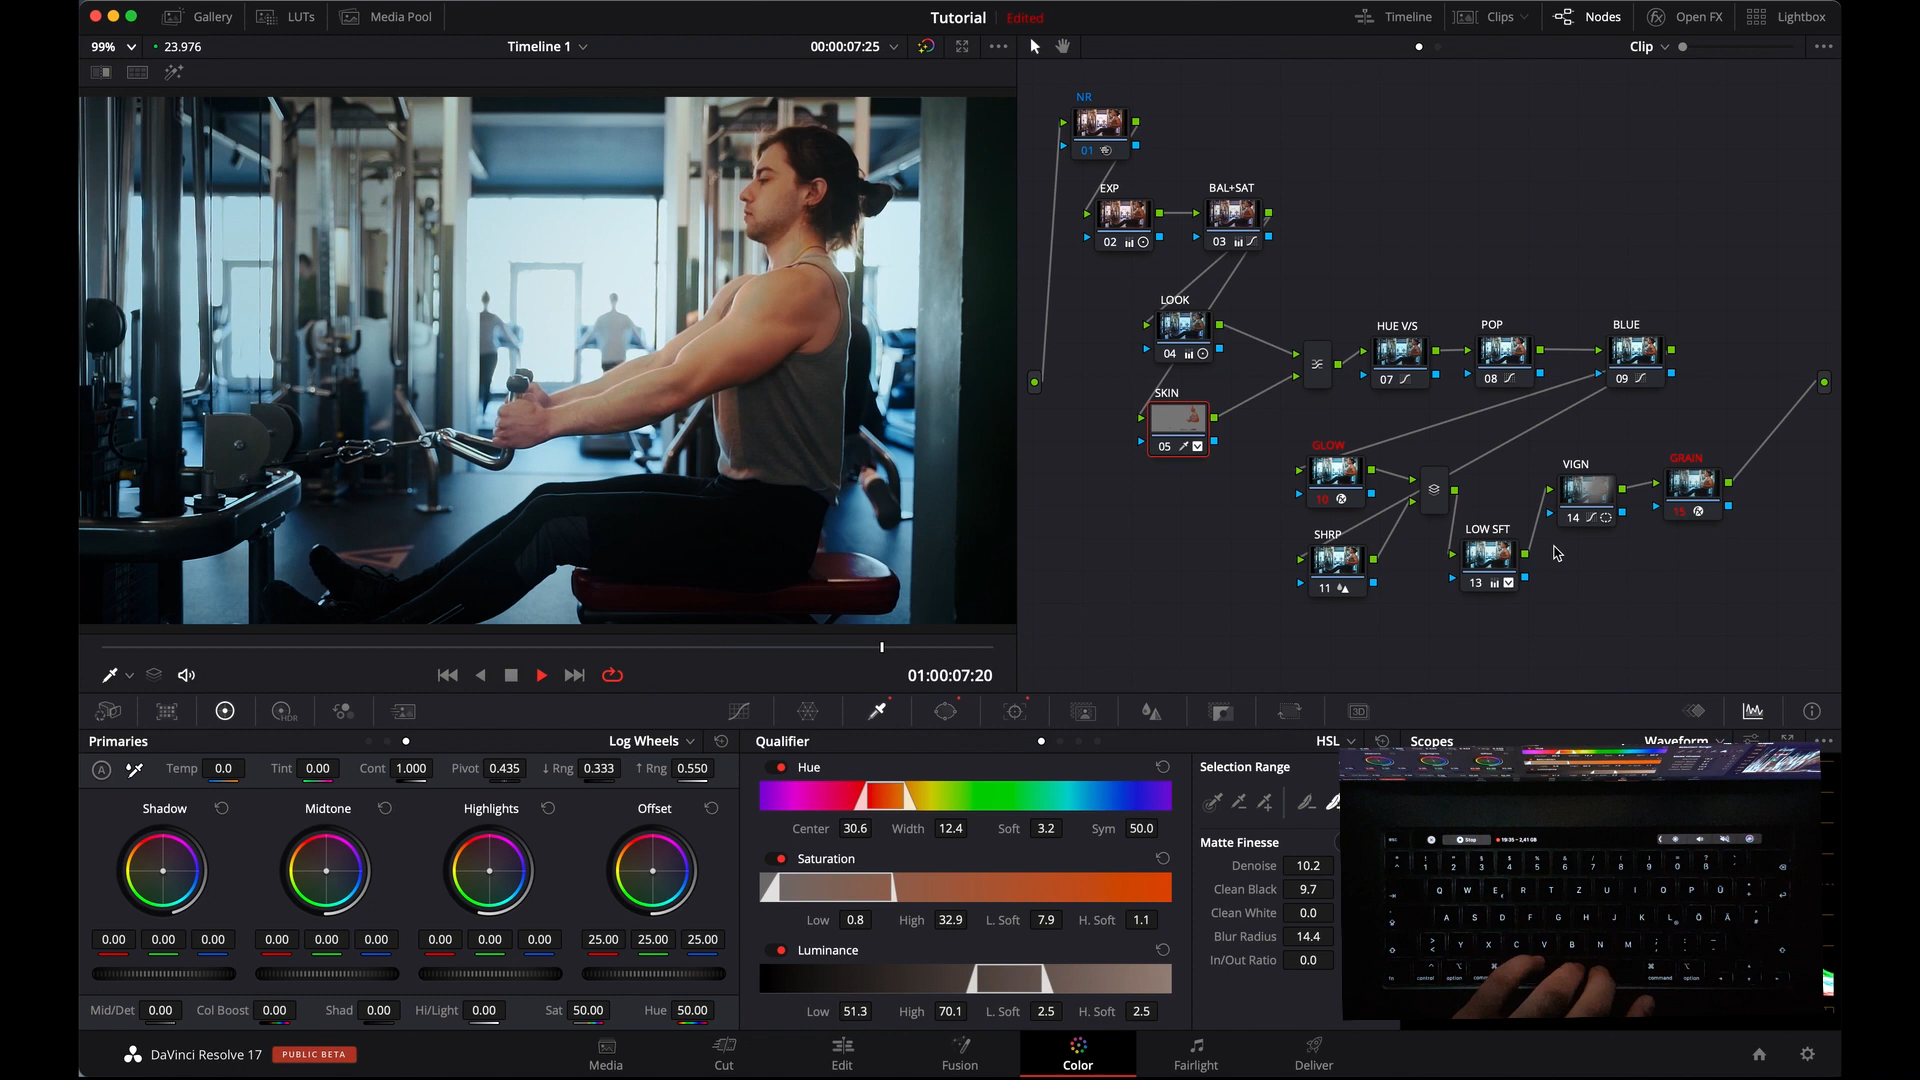 Gallery LUTs Media Pool Tutorial Edited Timeline Clips Nodes Open FX Lightbox
99% 23.976 Timeline 1 00:00:07:25 Clip
NR
01
EXP BAL+SAT
02 03
LOOK
04
HUE V/S POP BLUE
07 08 09
SKIN
05
GLOW
10
VIGN GRAIN
14 15
SHRP LOW SFT
11 13
01:00:07:20
HDR 3D
Primaries Log Wheels Qualifier HSL Scopes Waveform
A Temp 0.0 Tint 0.00 Cont 1.000 Pivot 0.435 ↓ Rng 0.333 ↑ Rng 0.550
Shadow Midtone Highlights Offset
0.00 0.00 0.00 0.00 0.00 0.00 0.00 0.00 0.00 25.00 25.00 25.00
Mid/Det 0.00 Col Boost 0.00 Shad 0.00 Hi/Light 0.00 Sat 50.00 Hue 50.00
Hue
Center 30.6 Width 12.4 Soft 3.2 Sym 50.0
Saturation
Low 0.8 High 32.9 L. Soft 7.9 H. Soft 1.1
Luminance
Low 51.3 High 70.1 L. Soft 2.5 H. Soft 2.5
Selection Range
Matte Finesse
Denoise 10.2
Clean Black 9.7
Clean White 0.0
Blur Radius 14.4
In/Out Ratio 0.0
esc Stop
Q W E R T Z U I O P Ü
A S D F G H J K L Ö Ä
Y X C V B N M
fn control option command option
DaVinci Resolve 17 PUBLIC BETA
Media Cut Edit Fusion Color Fairlight Deliver